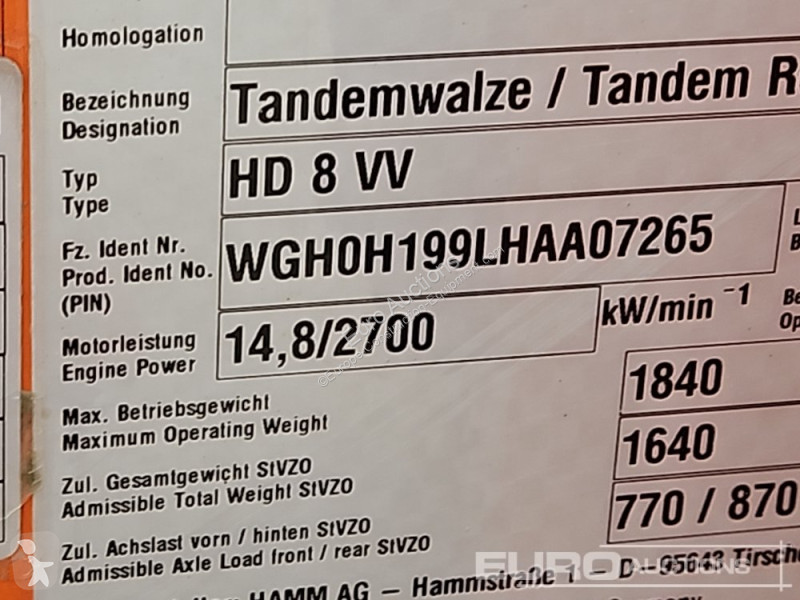 Homologation
Bezeichnung
Designation
Tandemwalze / Tandem R
Typ
Type
HD 8 VV
Fz. Ident Nr.
Prod. Ident No.
(PIN)
WGH0H199LHAA07265
Motorleistung
Engine Power
14,8/2700
kW/min -1
Max. Betriebsgewicht
Maximum Operating Weight
1840
Zul. Gesamtgewicht StVZO
Admissible Total Weight StVZO
1640
Zul. Achslast vorn / hinten StVZO
Admissible Axle Load front / rear StVZO
770 / 870
HAMM AG – Hammstraße 1 D – 95643 Tirsche
EURO AUCTIONS